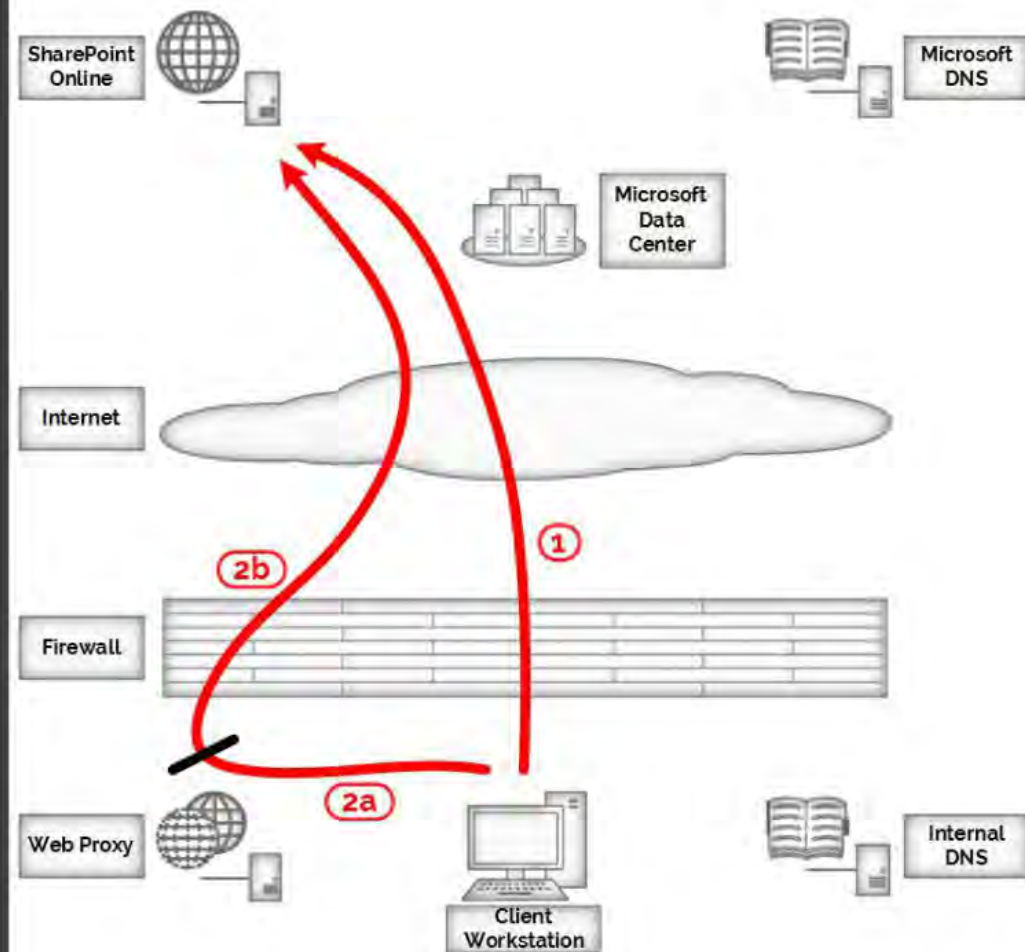 SharePoint
Online
Microsoft
DNS
Microsoft
Data
Center
Internet
1
2b
Firewall
2a
Web Proxy
Internal
DNS
Client
Workstation